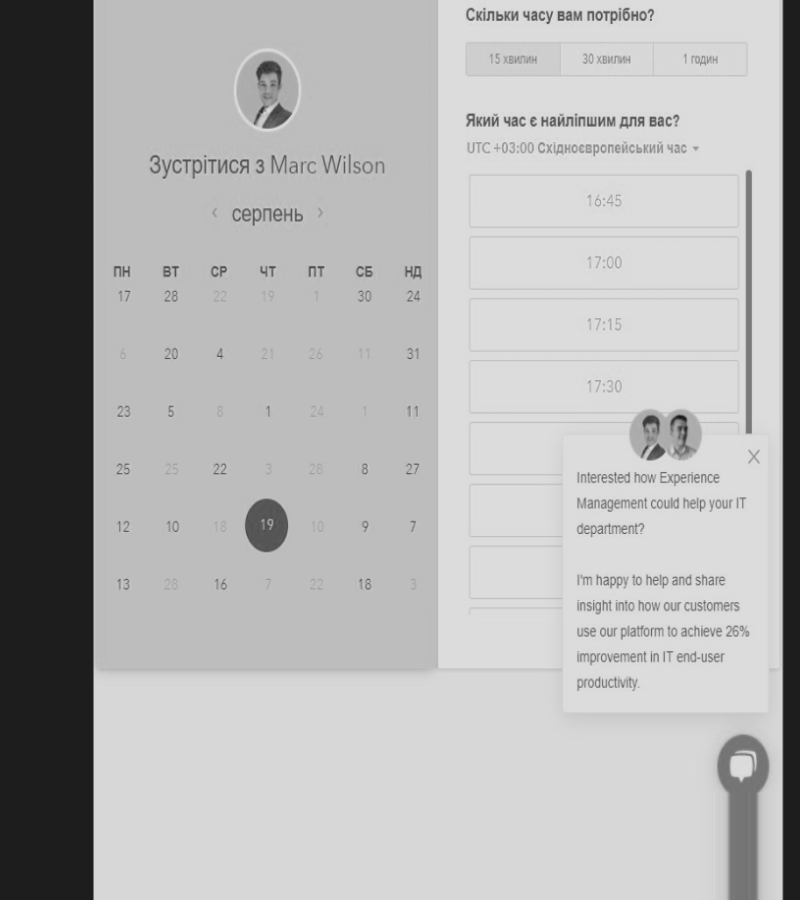 Скільки часу вам потрібно?
15 хвилин 30 хвилин 1 годин
Який час є найліпшим для вас?
UTC +03:00 Східноєвропейський час
16:45
17:00
17:15
17:30
Зустрітися з Marc Wilson
серпень
ПН ВТ СР ЧТ ПТ СБ НД
17 28 22 19 1 30 24
6 20 4 21 26 11 31
23 5 8 1 24 1 11
25 25 22 3 28 8 27
12 10 18 19 10 9 7
13 28 16 7 22 18 3
Interested how Experience
Management could help your IT
department?
I'm happy to help and share
insight into how our customers
use our platform to achieve 26%
improvement in IT end-user
productivity.